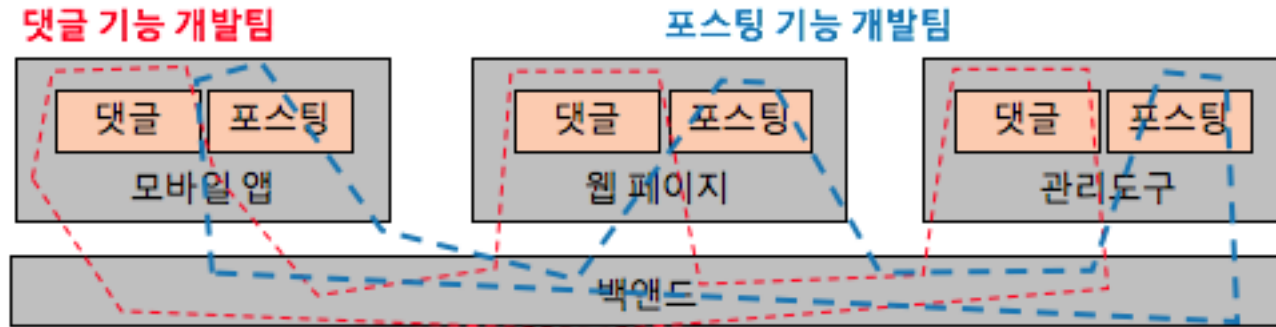 댓글 기능 개발팀 포스팅 기능 개발팀
댓글 포스팅 댓글 포스팅 댓글 포스팅
모바일 앱 웹 페이지 관리도구
백앤드